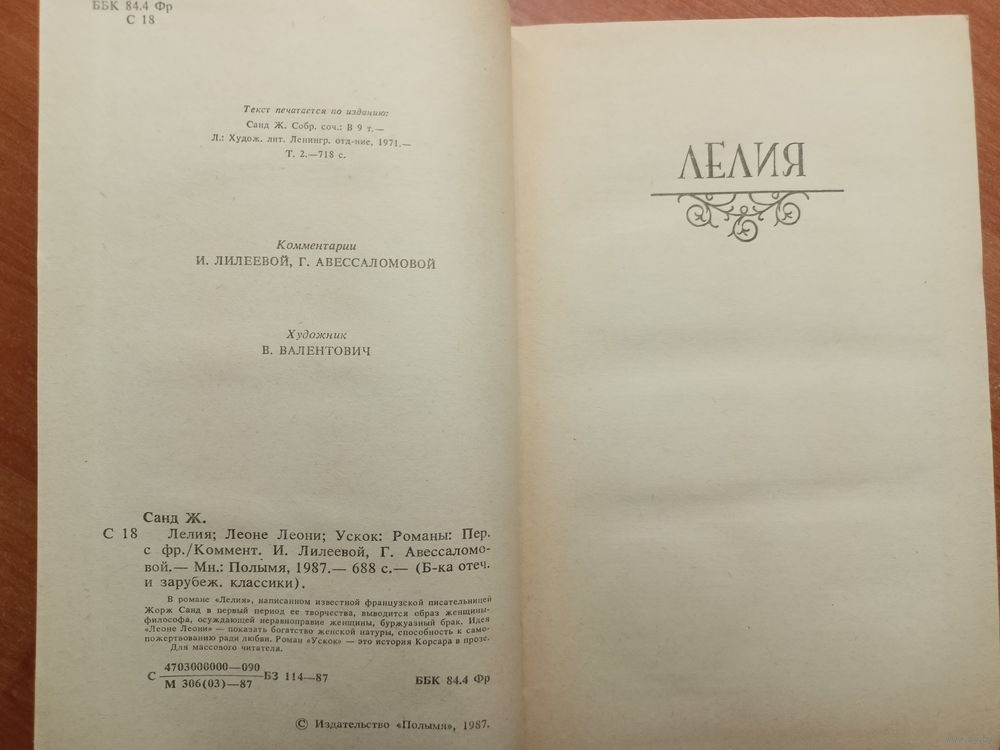 ББК 84.4 Фр
С 18
Текст печатается по изданию:
Санд Ж. Собр. соч.: В 9 т.—
Л.: Худож. лит. Ленингр. отд-ние, 1971.—
Т. 2.—718 с.
Комментарии
И. ЛИЛЕЕВОЙ, Г. АВЕССАЛОМОВОЙ
Художник
В. ВАЛЕНТОВИЧ
Санд Ж.
С 18 Лелия; Леоне Леони; Ускок: Романы: Пер.
с фр./Коммент. И. Лилеевой, Г. Авессаломо-
вой.— Мн.: Полымя, 1987.— 688 с.— (Б-ка отеч.
и зарубеж. классики).
В романе «Лелия», написанном известной французской писательницей
Жорж Санд в первый период ее творчества, выводится образ женщины-
философа, осуждающей неравноправие женщины, буржуазный брак. Идея
«Леоне Леони» — показать богатство женской натуры, способность к само-
пожертвованию ради любви. Роман «Ускок» — это история Корсара в прозе.
Для массового читателя.
С 4703000000—090 БЗ 114—87
М 306(03)—87
ББК 84.4 Фр
© Издательство «Полымя», 1987.
ЛЕЛИЯ